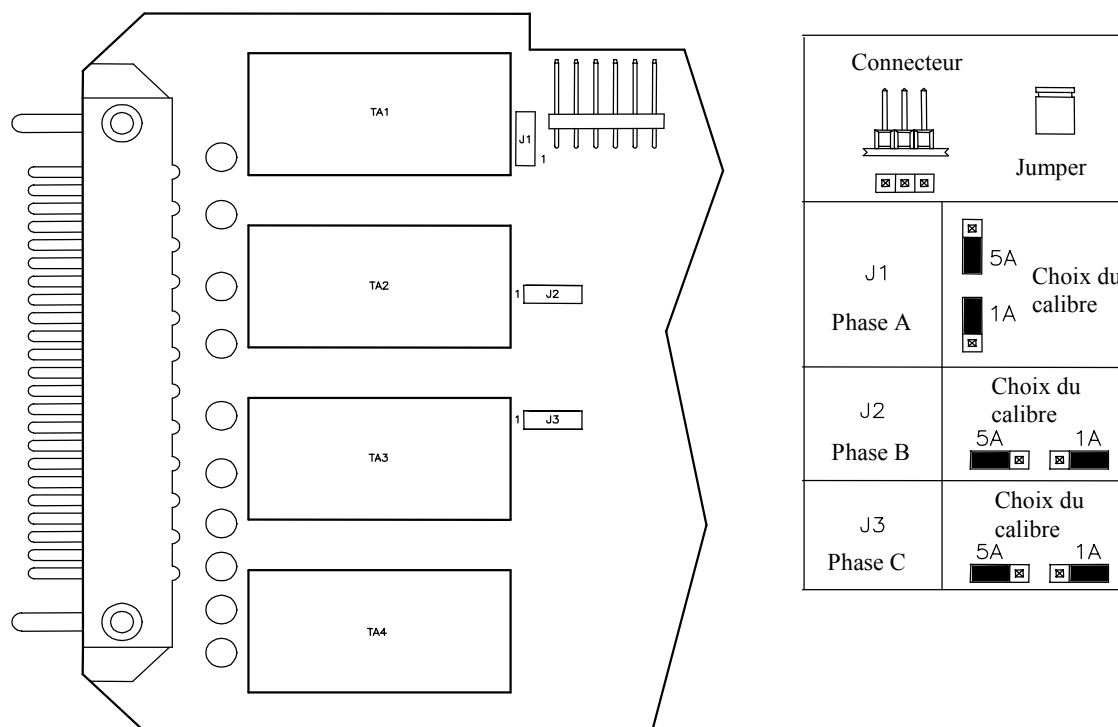 TA1
J1
1
TA2
1 J2
TA3
1 J3
TA4
Connecteur
Jumper
J1
Phase A
5A
1A
Choix du
calibre
J2
Phase B
Choix du
calibre
5A 1A
J3
Phase C
Choix du
calibre
5A 1A